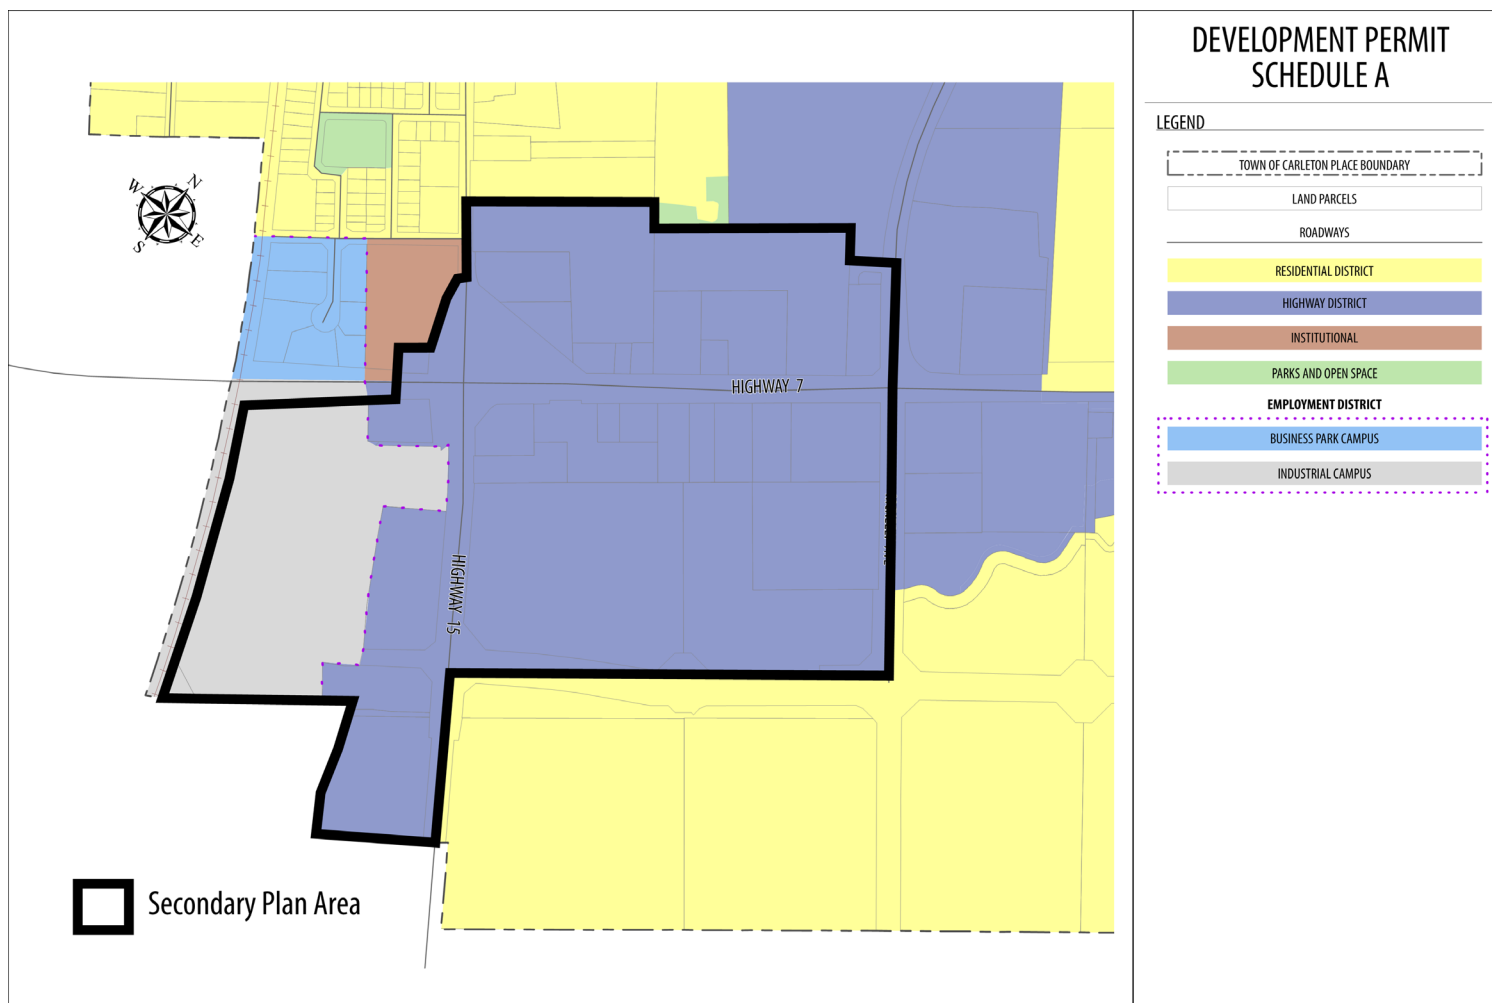 DEVELOPMENT PERMIT
SCHEDULE A
LEGEND
TOWN OF CARLETON PLACE BOUNDARY
LAND PARCELS
ROADWAYS
RESIDENTIAL DISTRICT
HIGHWAY DISTRICT
INSTITUTIONAL
PARKS AND OPEN SPACE
EMPLOYMENT DISTRICT
BUSINESS PARK CAMPUS
INDUSTRIAL CAMPUS
W N
S E
HIGHWAY 7
HIGHWAY 15
Secondary Plan Area